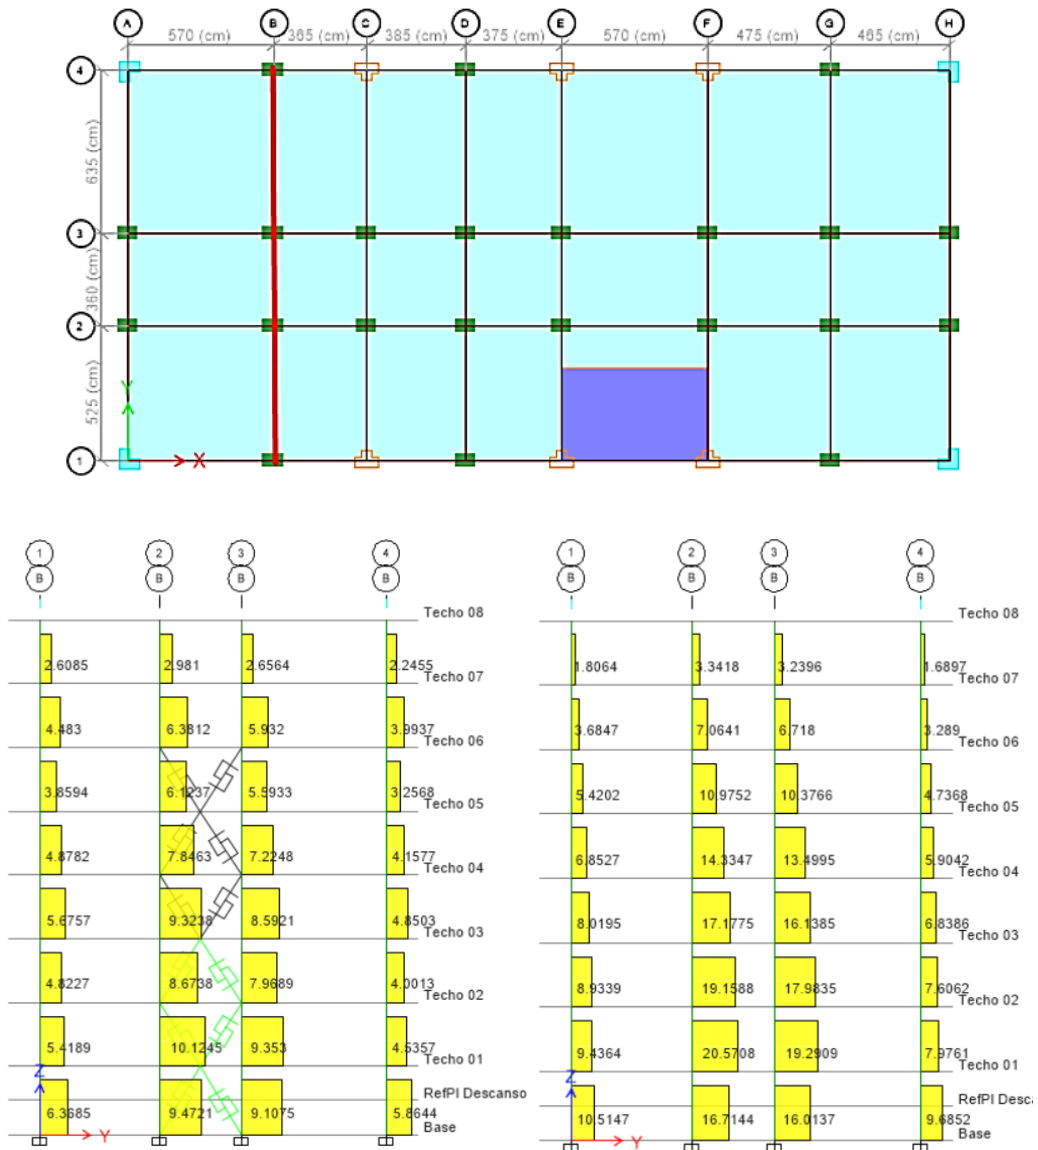 A B C D E F G H
570 (cm) 365 (cm) 385 (cm) 375 (cm) 570 (cm) 475 (cm) 465 (cm)
4
635 (cm)
3
360 (cm)
2
525 (cm)
Y
1
X
1 2 3 4
B B B B
Techo 08
2.6085 2.981 2.6564 2.2455
Techo 07
4.483 6.3812 5.932 3.9937
Techo 06
3.8594 6.1237 5.5933 3.2568
Techo 05
4.8782 7.8463 7.2248 4.1577
Techo 04
5.6757 9.3238 8.5921 4.8503
Techo 03
4.8227 8.6738 7.9689 4.0013
Techo 02
5.4189 10.1245 9.353 4.5357
Techo 01
Z
RefPl Descanso
6.3685 9.4721 9.1075 5.8644
Base
Y
1 2 3 4
B B B B
Techo 08
1.8064 3.3418 3.2396 1.6897
Techo 07
3.6847 7.0641 6.718 3.289
Techo 06
5.4202 10.9752 10.3766 4.7368
Techo 05
6.8527 14.3347 13.4995 5.9042
Techo 04
8.0195 17.1775 16.1385 6.8386
Techo 03
8.9339 19.1588 17.9835 7.6062
Techo 02
9.4364 20.5708 19.2909 7.9761
Techo 01
Z
RefPl Desca
10.5147 16.7144 16.0137 9.6852
Base
Y